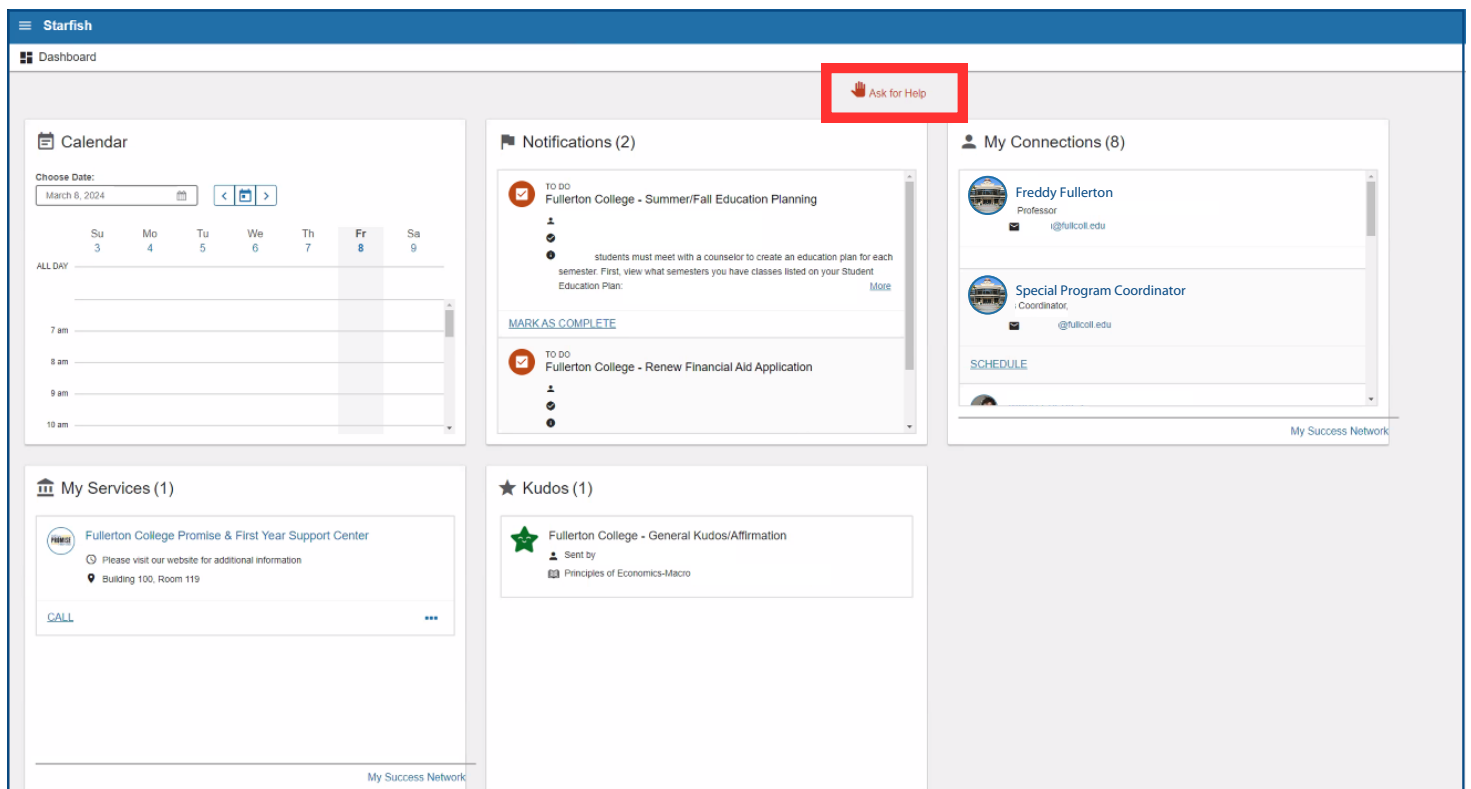 Starfish
Dashboard
Ask for Help
Calendar
Choose Date:
March 8, 2024
Su Mo Tu We Th Fr Sa
3 4 5 6 7 8 9
ALL DAY
7 am
8 am
9 am
10 am
Notifications (2)
TO DO
Fullerton College - Summer/Fall Education Planning
students must meet with a counselor to create an education plan for each
semester. First, view what semesters you have classes listed on your Student
Education Plan:
More
MARK AS COMPLETE
TO DO
Fullerton College - Renew Financial Aid Application
My Connections (8)
Freddy Fullerton
Professor
@fullcoll.edu
Special Program Coordinator
Coordinator,
@fullcoll.edu
SCHEDULE
My Success Network
My Services (1)
PROMISE
Fullerton College Promise & First Year Support Center
Please visit our website for additional information
Building 100, Room 119
CALL
My Success Network
Kudos (1)
Fullerton College - General Kudos/Affirmation
Sent by
Principles of Economics-Macro